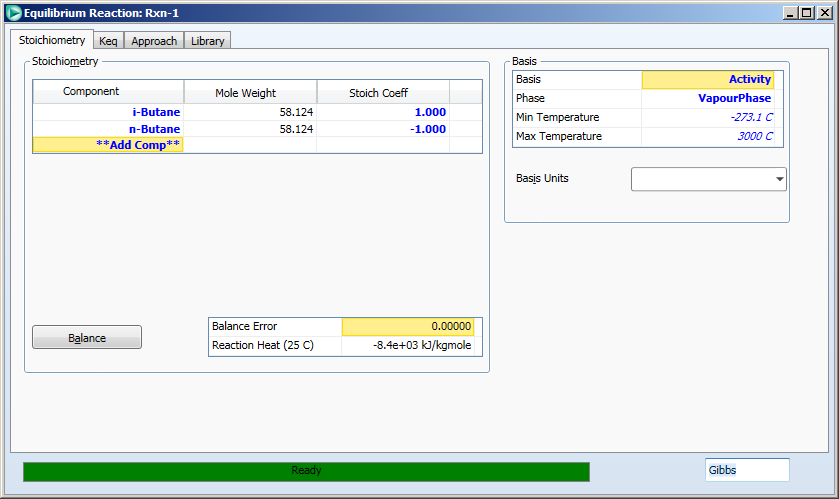 Equilibrium Reaction: Rxn-1
Stoichiometry Keq Approach Library
Stoichiometry
Component Mole Weight Stoich Coeff
i-Butane 58.124 1.000
n-Butane 58.124 -1.000
**Add Comp**
Balance
Balance Error 0.00000
Reaction Heat (25 C) -8.4e+03 kJ/kgmole
Basis
Basis Activity
Phase VapourPhase
Min Temperature -273.1 C
Max Temperature 3000 C
Basis Units
Ready
Gibbs